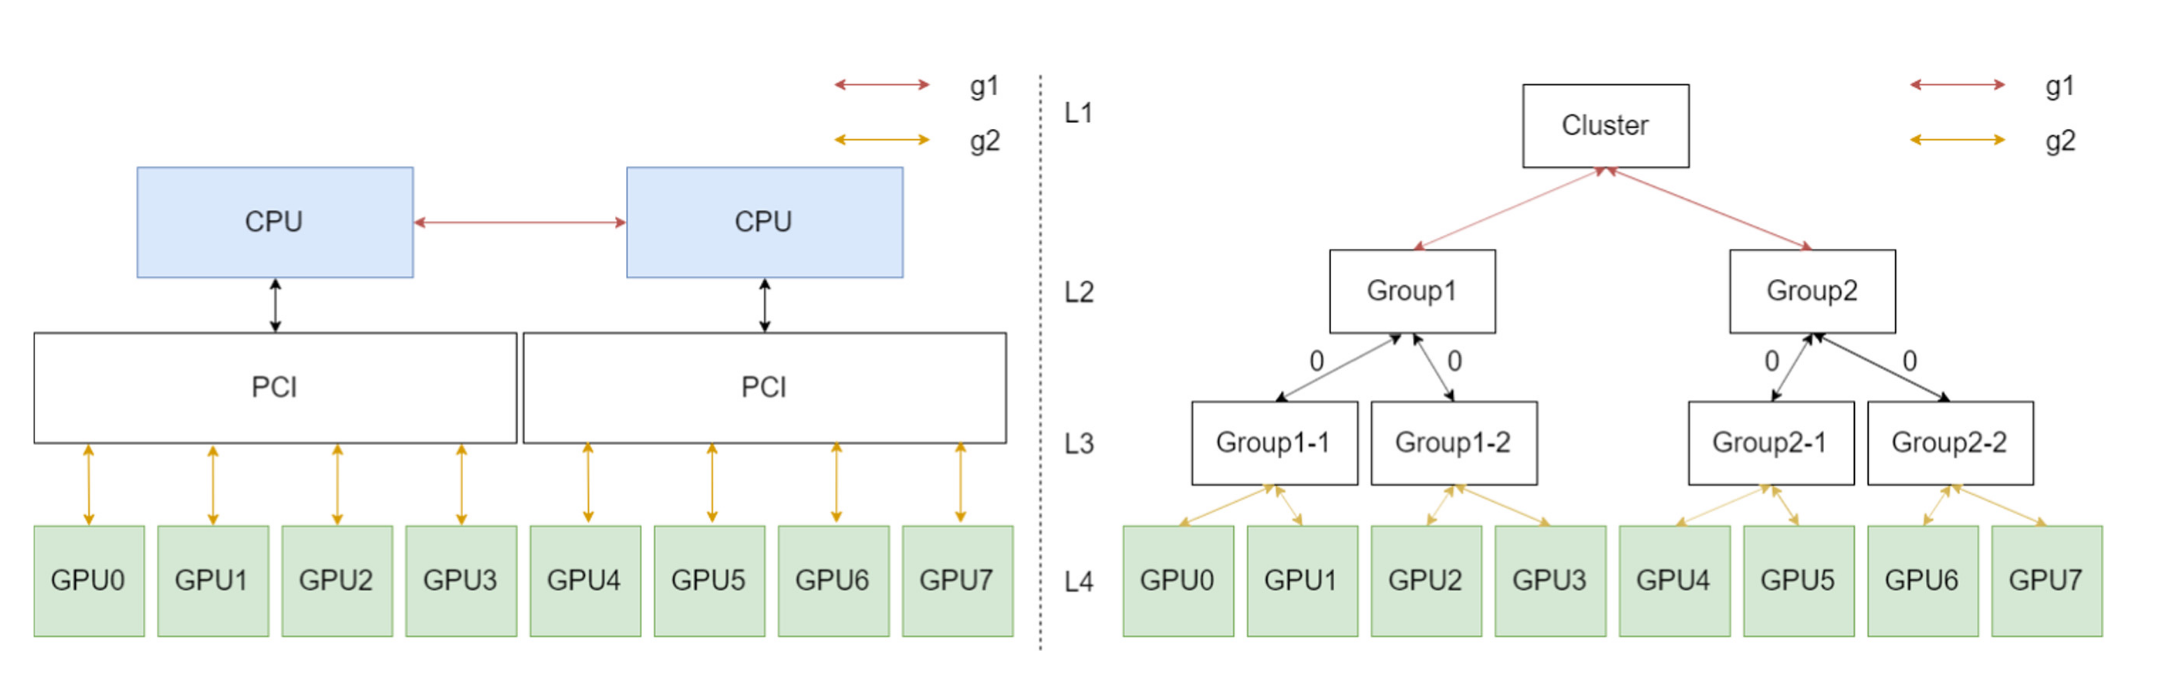 g1
g2
CPU
CPU
PCI
PCI
GPU0 GPU1 GPU2 GPU3 GPU4 GPU5 GPU6 GPU7
g1
g2
L1
Cluster
L2
Group1
Group2
0 0 0 0
L3
Group1-1 Group1-2 Group2-1 Group2-2
L4
GPU0 GPU1 GPU2 GPU3 GPU4 GPU5 GPU6 GPU7